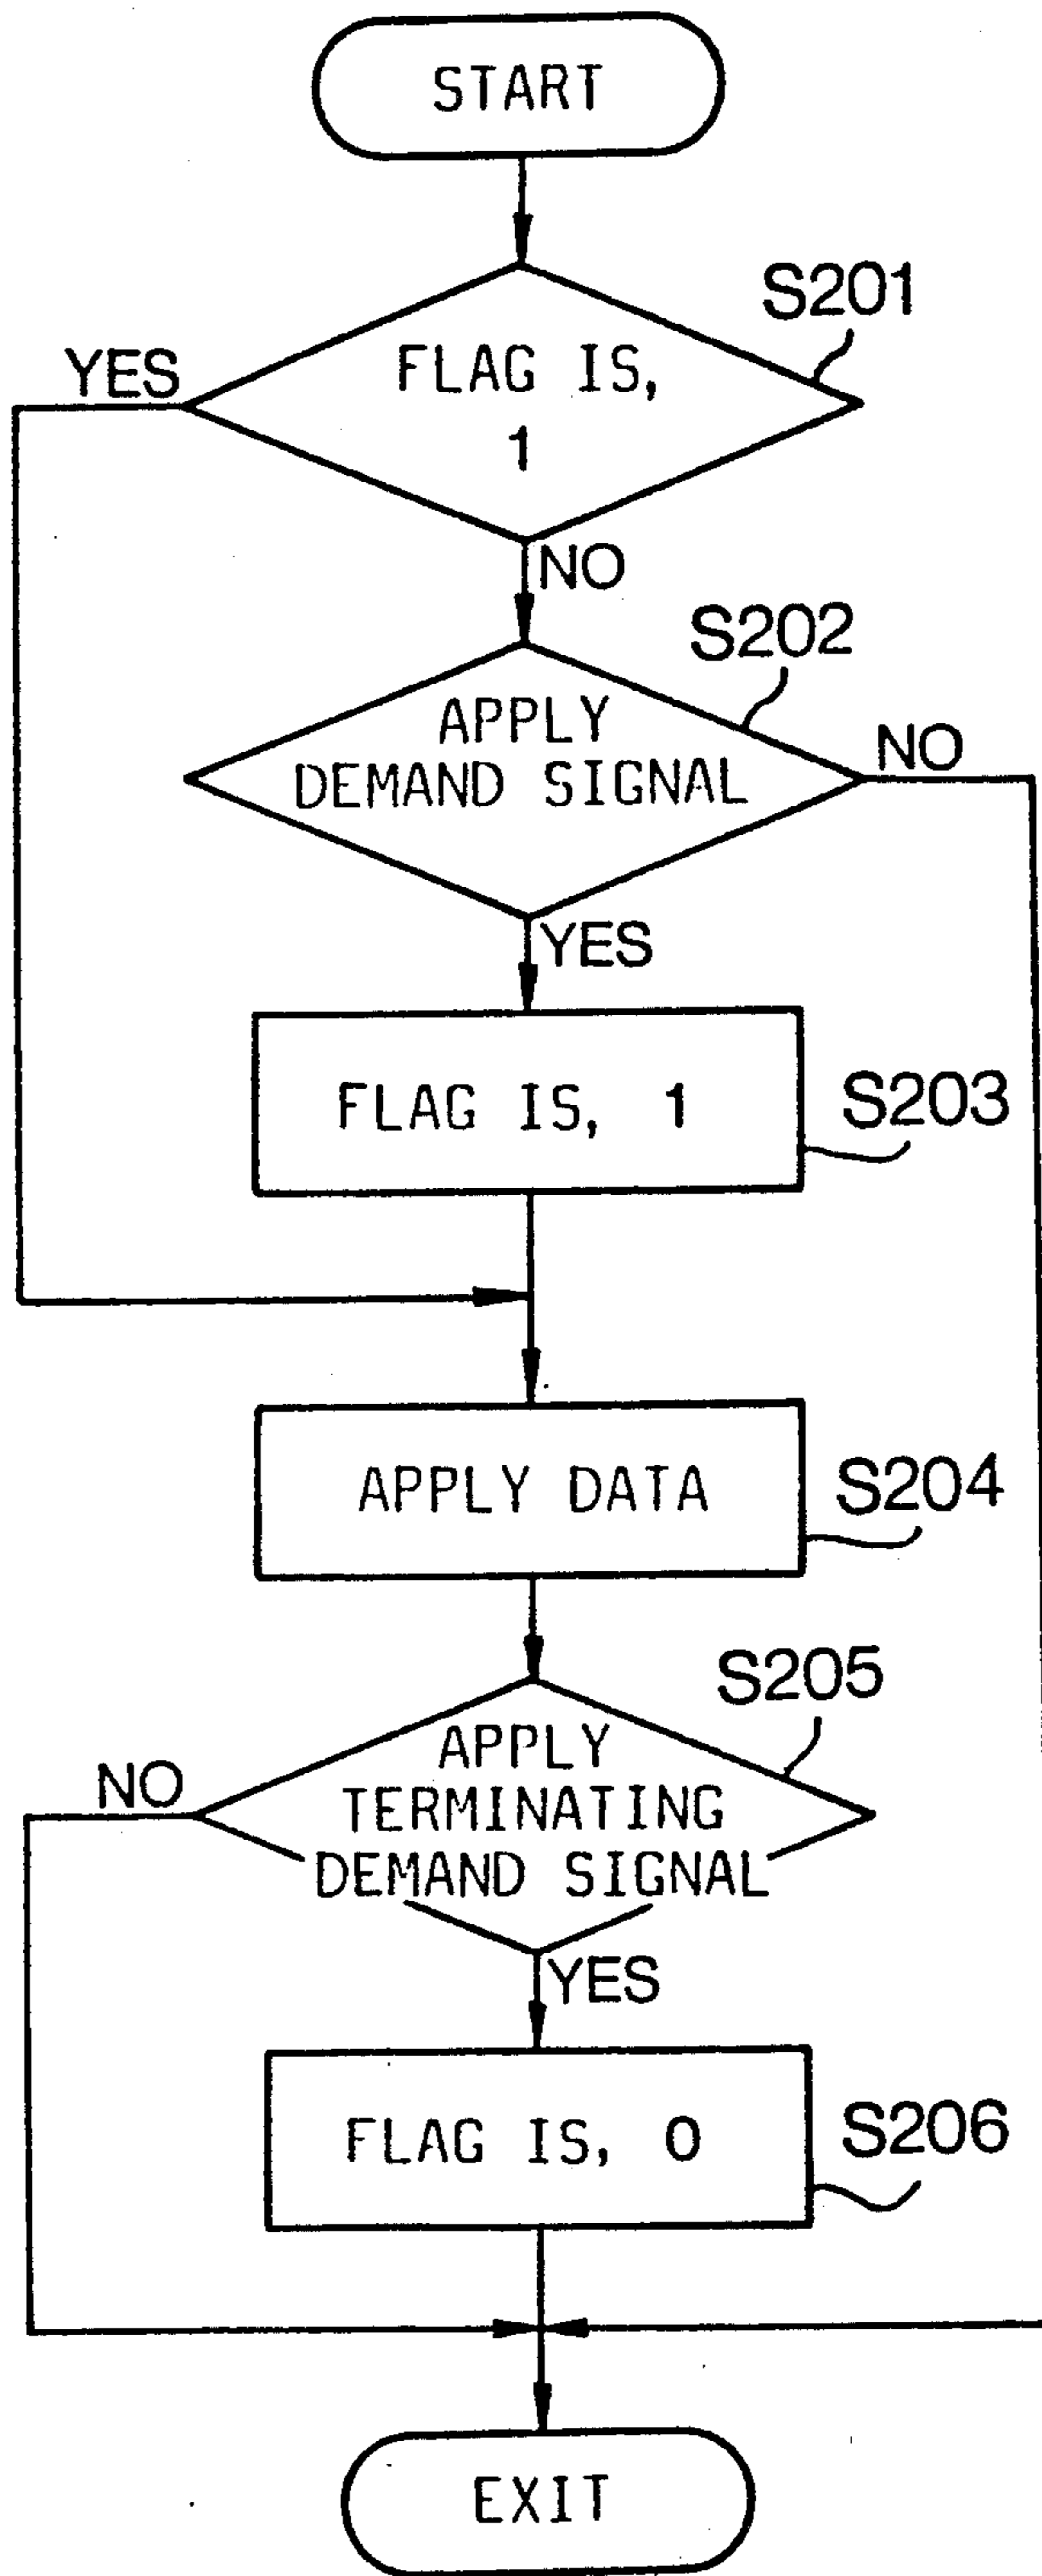 START
S201
YES
FLAG IS,
1
NO
S202
APPLY
DEMAND SIGNAL
NO
YES
FLAG IS, 1
S203
APPLY DATA
S204
S205
APPLY
NO
TERMINATING
DEMAND SIGNAL
YES
FLAG IS, 0
S206
EXIT